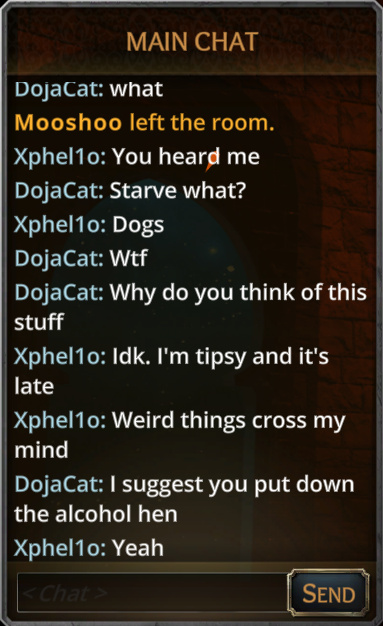 MAIN CHAT
DojaCat: what
Mooshoo left the room.
Xphel1o: You heard me
DojaCat: Starve what?
Xphel1o: Dogs
DojaCat: Wtf
DojaCat: Why do you think of this
stuff
Xphel1o: Idk. I'm tipsy and it's
late
Xphel1o: Weird things cross my
mind
DojaCat: I suggest you put down
the alcohol hen
Xphel1o: Yeah
<Chat>
SEND